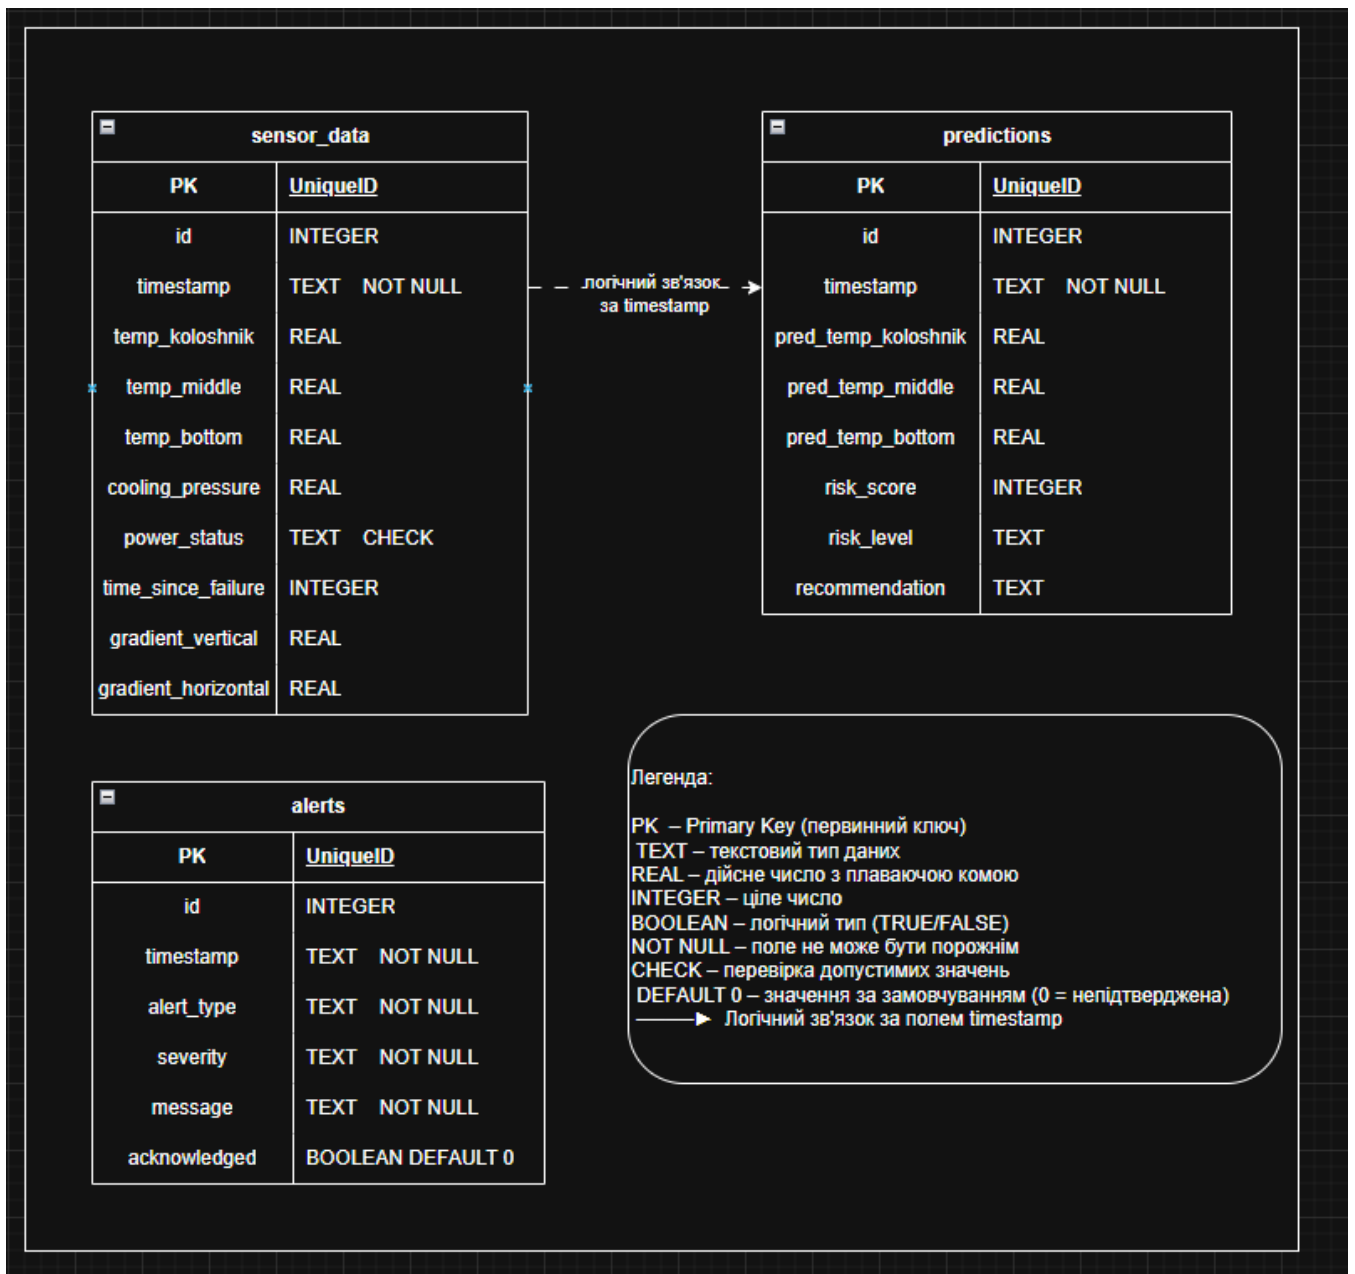 sensor_data
PK UniqueID
id INTEGER
timestamp TEXT NOT NULL
temp_koloshnik REAL
temp_middle REAL
temp_bottom REAL
cooling_pressure REAL
power_status TEXT CHECK
time_since_failure INTEGER
gradient_vertical REAL
gradient_horizontal REAL
логічний зв'язок
за timestamp
predictions
PK UniqueID
id INTEGER
timestamp TEXT NOT NULL
pred_temp_koloshnik REAL
pred_temp_middle REAL
pred_temp_bottom REAL
risk_score INTEGER
risk_level TEXT
recommendation TEXT
alerts
PK UniqueID
id INTEGER
timestamp TEXT NOT NULL
alert_type TEXT NOT NULL
severity TEXT NOT NULL
message TEXT NOT NULL
acknowledged BOOLEAN DEFAULT 0
Легенда:
PK – Primary Key (первинний ключ)
TEXT – текстовий тип даних
REAL – дійсне число з плаваючою комою
INTEGER – ціле число
BOOLEAN – логічний тип (TRUE/FALSE)
NOT NULL – поле не може бути порожнім
CHECK – перевірка допустимих значень
DEFAULT 0 – значення за замовчуванням (0 = непідтверджена)
Логічний зв'язок за полем timestamp